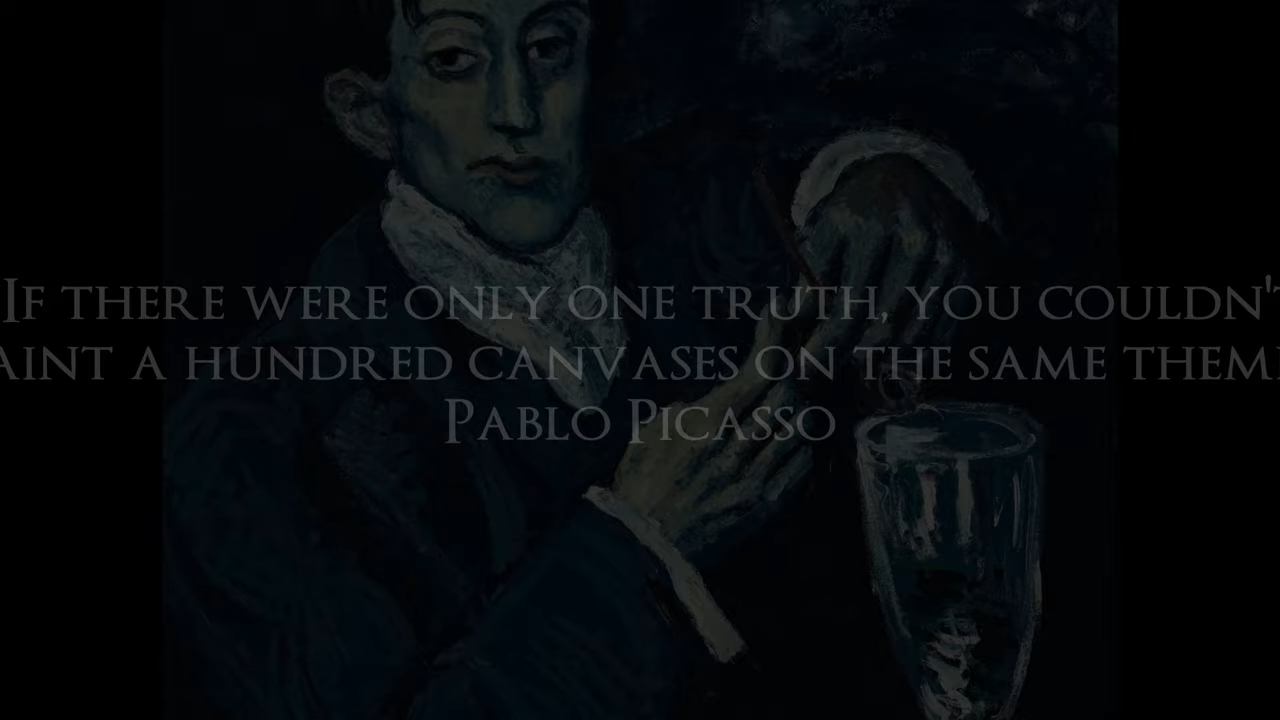 If there were only one truth, you couldn'
aint a hundred canvases on the same them
Pablo Picasso